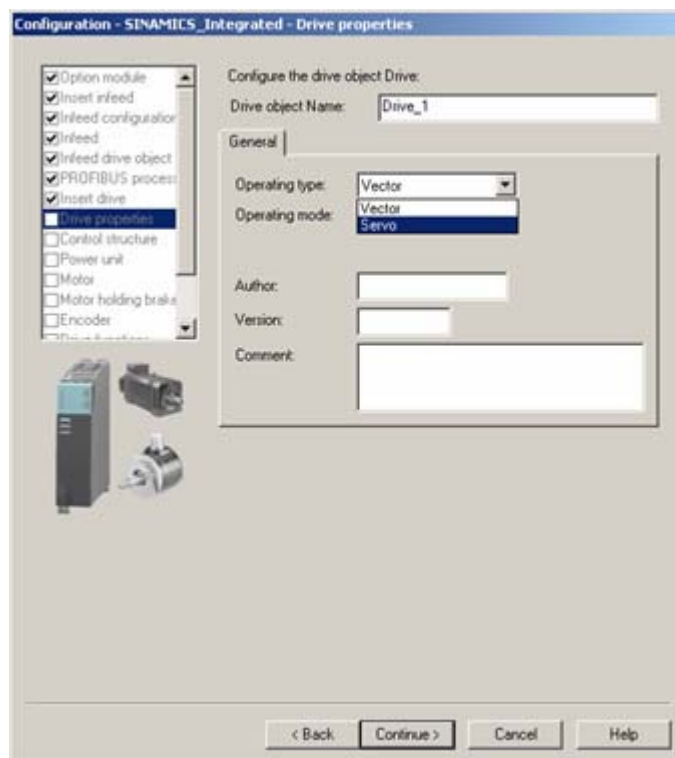 Configuration - SINAMICS_Integrated - Drive properties
Option module
Insert infeed
Infeed configuration
Infeed
Infeed drive object
PROFIBUS process
Insert drive
Drive properties
Control structure
Power unit
Motor
Motor holding brake
Encoder
Configure the drive object Drive:
Drive object Name: Drive_1
General
Operating type: Vector
Vector
Operating mode: Servo
Author:
Version:
Comment:
< Back Continue > Cancel Help